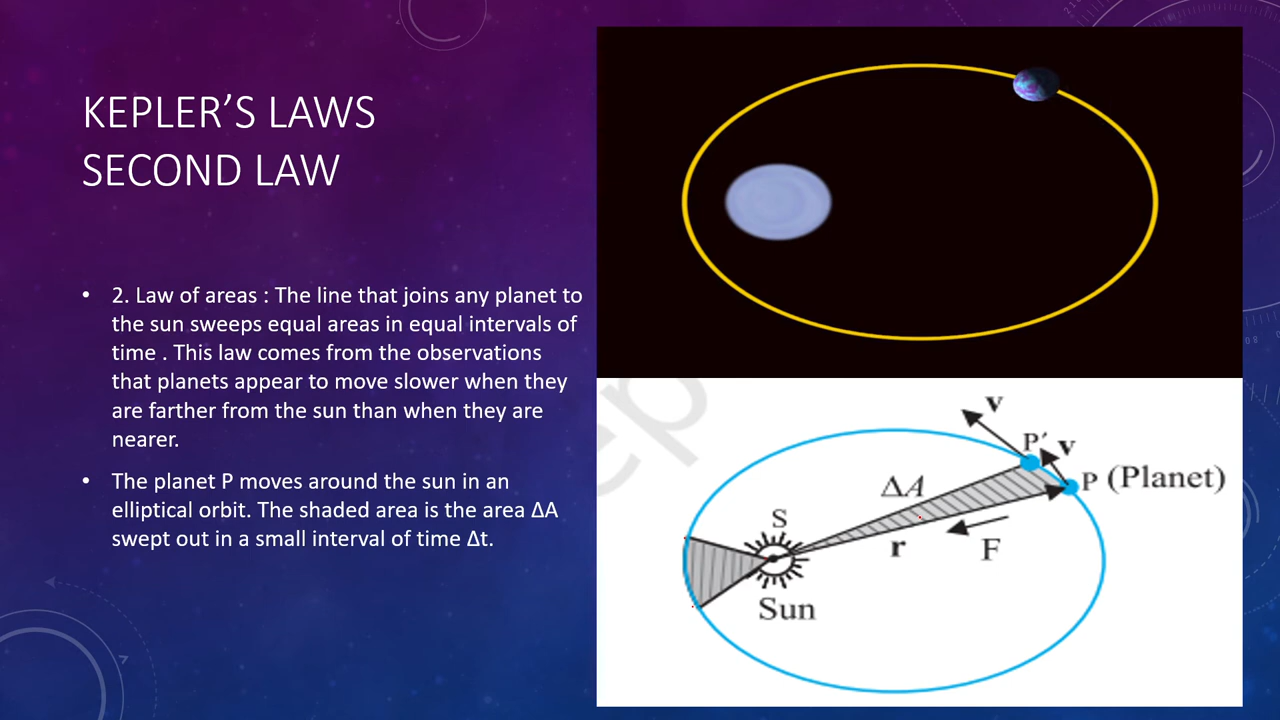 KEPLER’S LAWS
SECOND LAW
• 2. Law of areas : The line that joins any planet to
the sun sweeps equal areas in equal intervals of
time . This law comes from the observations
that planets appear to move slower when they
are farther from the sun than when they are
nearer.
• The planet P moves around the sun in an
elliptical orbit. The shaded area is the area ΔA
swept out in a small interval of time Δt.
v
P′ v
ΔA
P (Planet)
S
r
F
Sun
ep